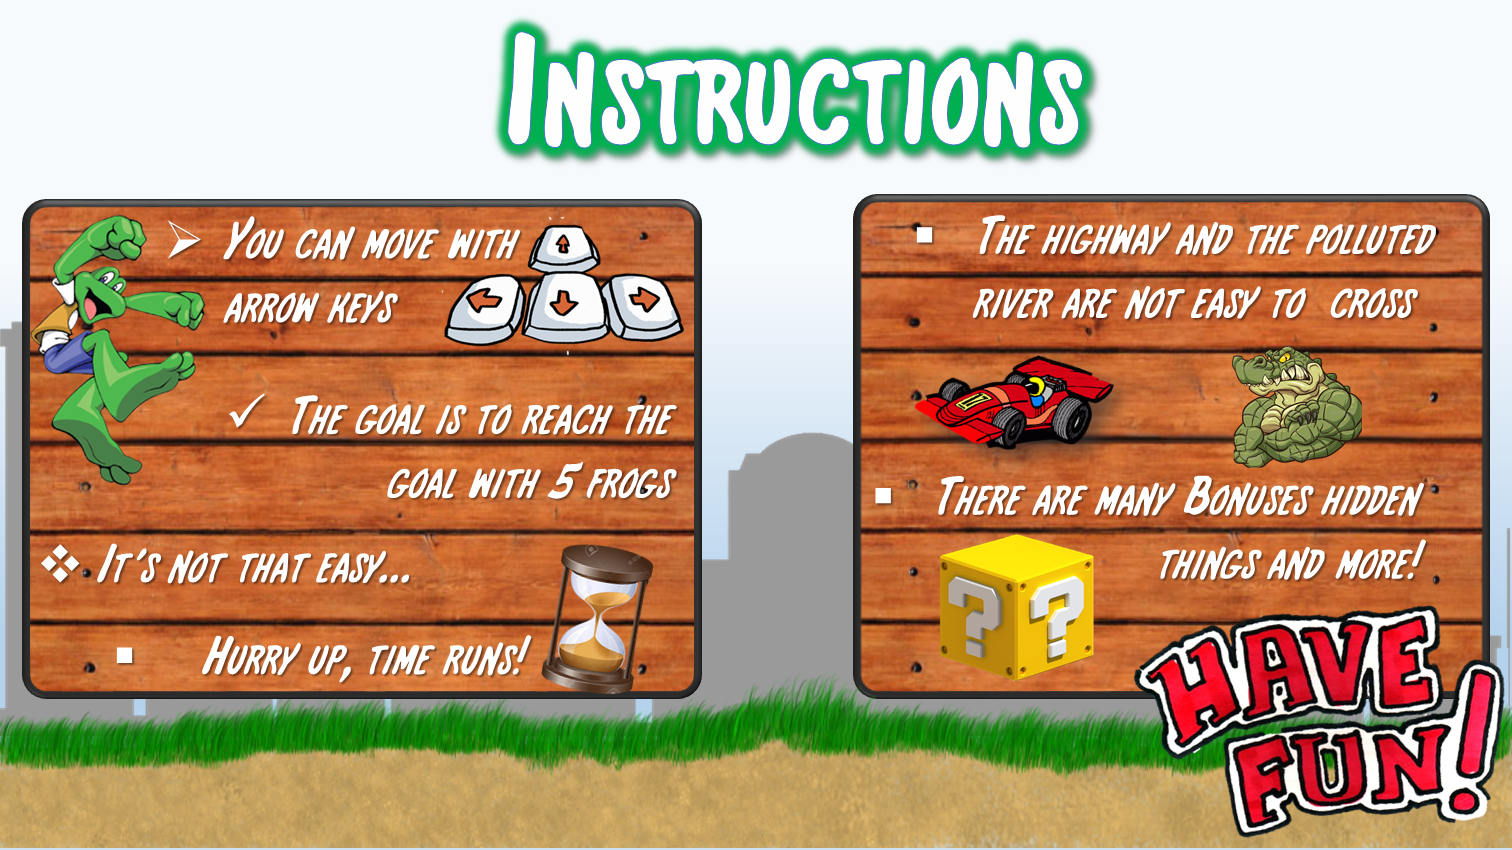 Instructions
You can move with
arrow keys
The goal is to reach the
goal with 5 frogs
It's not that easy...
Hurry up, time runs!
The highway and the polluted
river are not easy to cross
There are many Bonuses hidden
things and more!
? ?
HAVE
FUN!